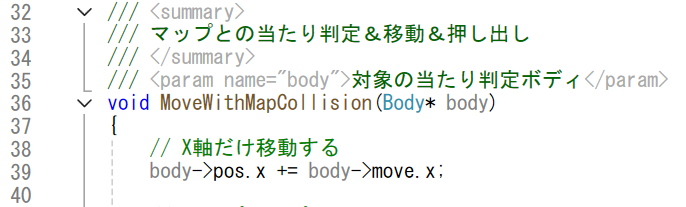 32 /// <summary>
33 /// マップとの当たり判定＆移動＆押し出し
34 /// </summary>
35 /// <param name="body">対象の当たり判定ボディ</param>
36 void MoveWithMapCollision(Body* body)
37 {
38 // X軸だけ移動する
39 body->pos.x += body->move.x;
40